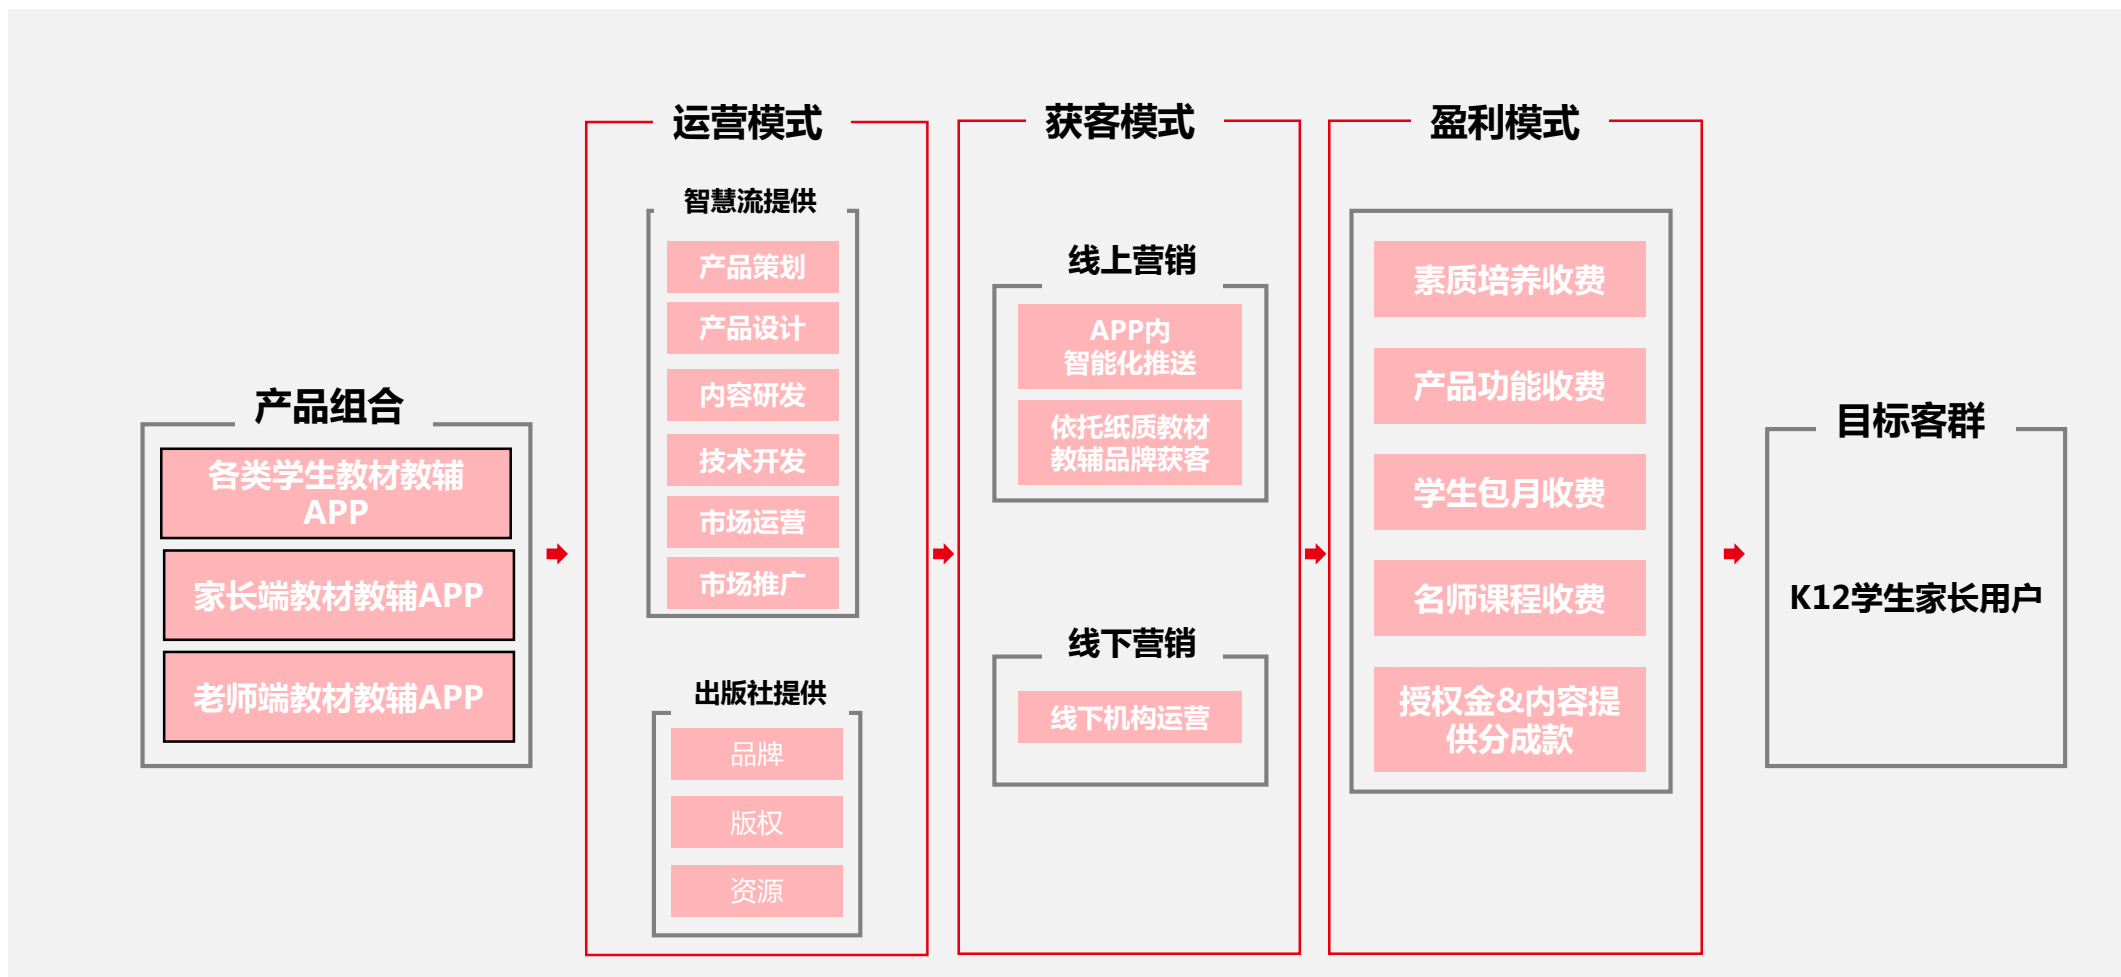 产品组合
各类学生教材教辅
APP
家长端教材教辅APP
老师端教材教辅APP
运营模式
智慧流提供
产品策划
产品设计
内容研发
技术开发
市场运营
市场推广
出版社提供
品牌
版权
资源
获客模式
线上营销
APP内
智能化推送
依托纸质教材
教辅品牌获客
线下营销
线下机构运营
盈利模式
素质培养收费
产品功能收费
学生包月收费
名师课程收费
授权金&内容提
供分成款
目标客群
K12学生家长用户